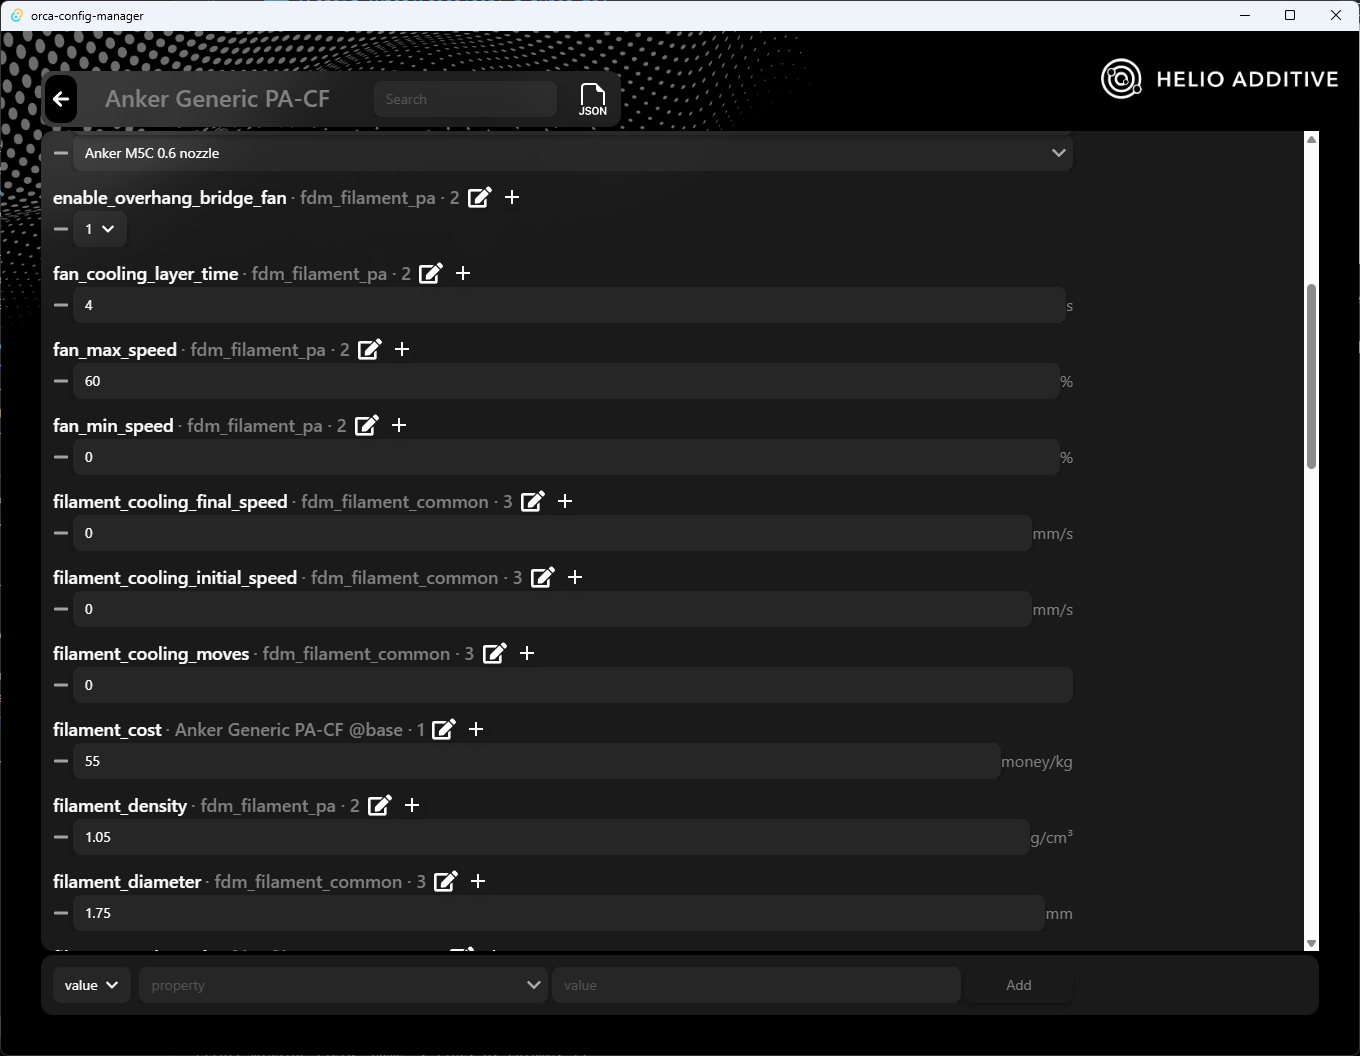 orca-config-manager
HELIO ADDITIVE
Anker Generic PA-CF
Search
JSON
Anker M5C 0.6 nozzle
enable_overhang_bridge_fan · fdm_filament_pa · 2
1
fan_cooling_layer_time · fdm_filament_pa · 2
4
s
fan_max_speed · fdm_filament_pa · 2
60
%
fan_min_speed · fdm_filament_pa · 2
0
%
filament_cooling_final_speed · fdm_filament_common · 3
0
mm/s
filament_cooling_initial_speed · fdm_filament_common · 3
0
mm/s
filament_cooling_moves · fdm_filament_common · 3
0
filament_cost · Anker Generic PA-CF @base · 1
55
money/kg
filament_density · fdm_filament_pa · 2
1.05
g/cm³
filament_diameter · fdm_filament_common · 3
1.75
mm
value
property
value
Add